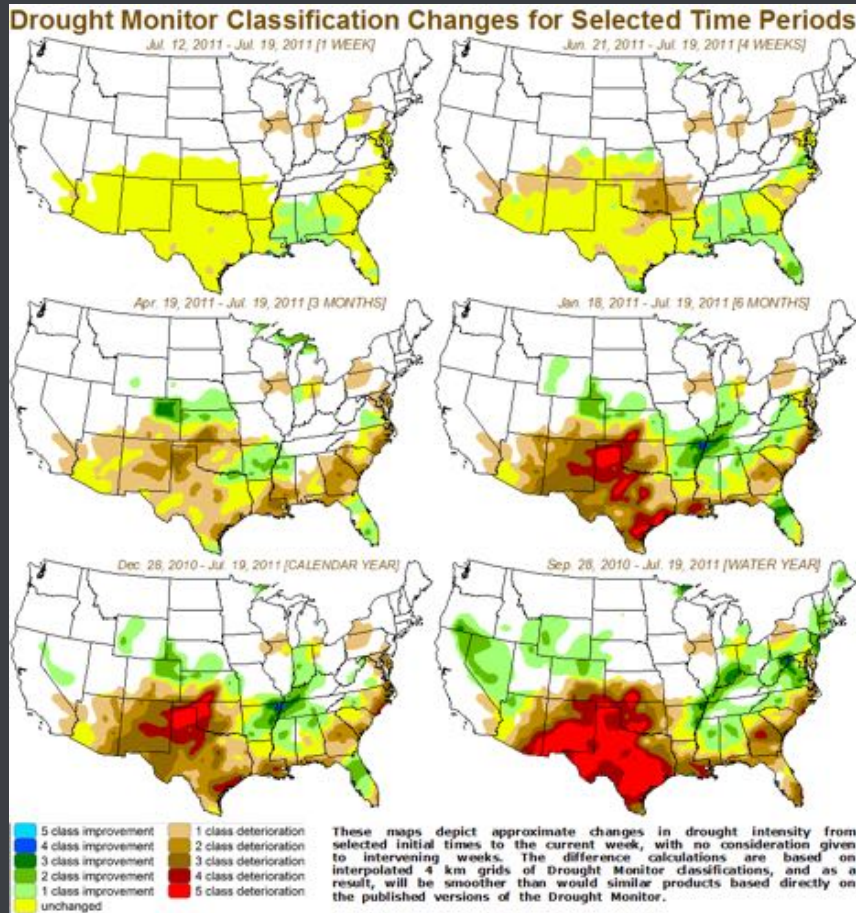 Drought Monitor Classification Changes for Selected Time Periods
Jul. 12, 2011 - Jul. 19, 2011 [1 WEEK]
Jun. 21, 2011 - Jul. 19, 2011 [4 WEEKS]
Apr. 19, 2011 - Jul. 19, 2011 [3 MONTHS]
Jan. 18, 2011 - Jul. 19, 2011 [6 MONTHS]
Dec. 28, 2010 - Jul. 19, 2011 [CALENDAR YEAR]
Sep. 28, 2010 - Jul. 19, 2011 [WATER YEAR]
5 class improvement
4 class improvement
3 class improvement
2 class improvement
1 class improvement
unchanged
1 class deterioration
2 class deterioration
3 class deterioration
4 class deterioration
5 class deterioration
These maps depict approximate changes in drought intensity from
selected initial times to the current week, with no consideration given
to intervening weeks. The difference calculations are based on
interpolated 4 km grids of Drought Monitor classifications, and as a
result, will be smoother than would similar products based directly on
the published versions of the Drought Monitor.